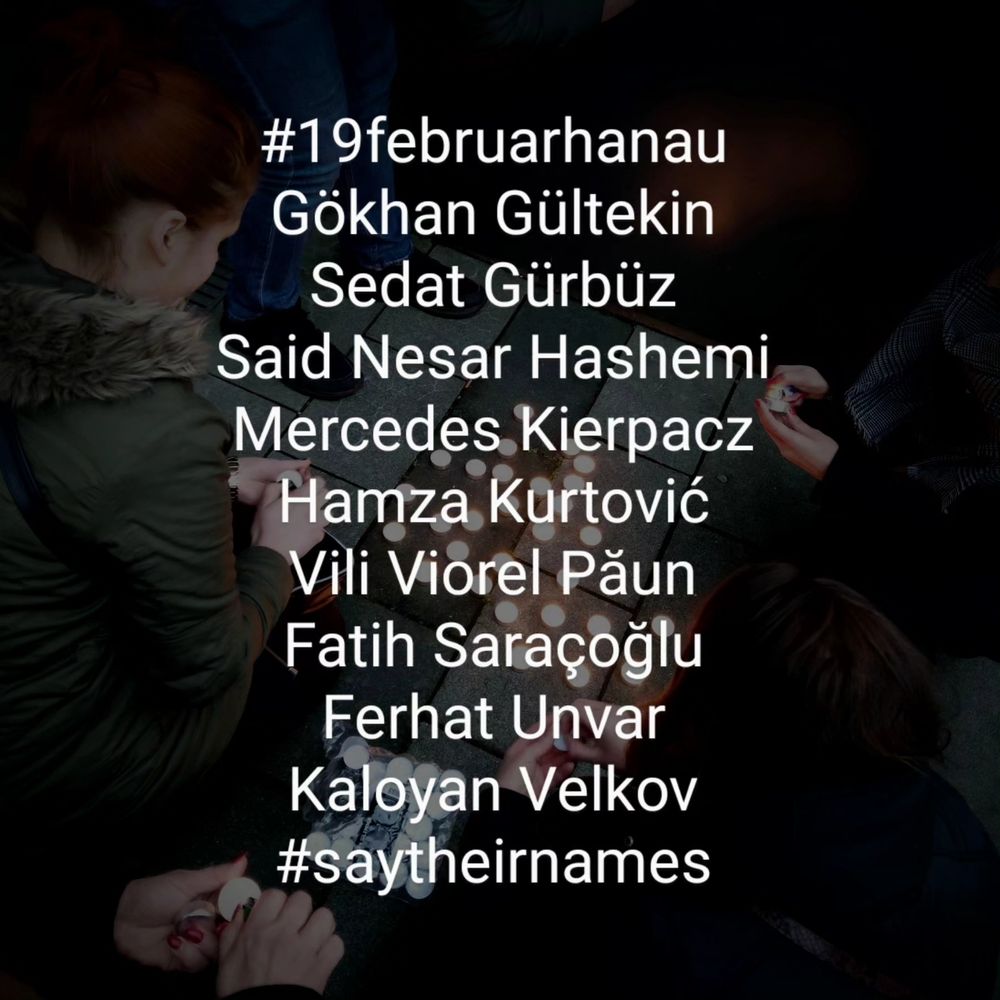 #19februarhanau
Gökhan Gültekin
Sedat Gürbüz
Said Nesar Hashemi
Mercedes Kierpacz
Hamza Kurtović
Vili Viorel Păun
Fatih Saraçoğlu
Ferhat Unvar
Kaloyan Velkov
#saytheirnames